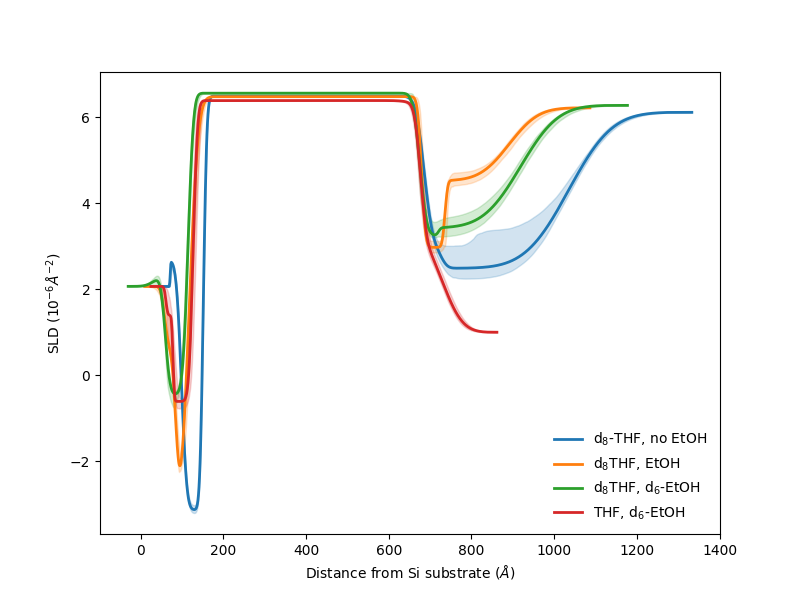 6
4
2
0
−2
SLD (10⁻⁶Å⁻²)
0 200 400 600 800 1000 1200 1400
Distance from Si substrate (Å)
d₈-THF, no EtOH
d₈THF, EtOH
d₈THF, d₆-EtOH
THF, d₆-EtOH